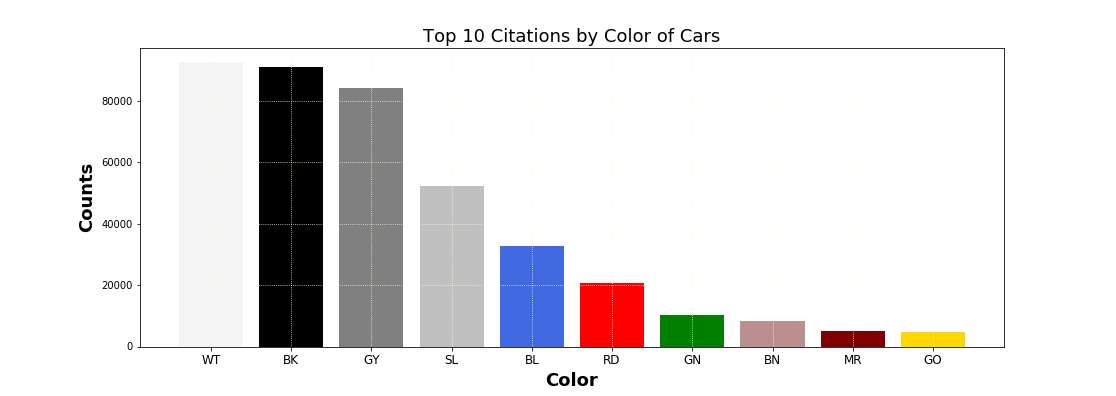 Top 10 Citations by Color of Cars
Counts
80000
60000
40000
20000
0
WT BK GY SL BL RD GN BN MR GO
Color